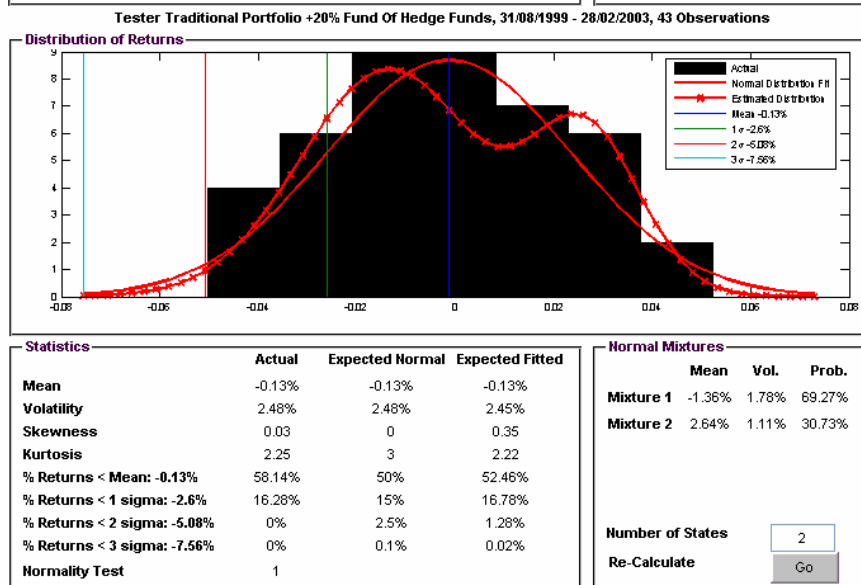 Tester Traditional Portfolio +20% Fund Of Hedge Funds, 31/08/1999 - 28/02/2003, 43 Observations
Distribution of Returns
9
8
7
6
5
4
3
2
1
0
-0.08 -0.06 -0.04 -0.02 0 0.02 0.04 0.06 0.08
Actual
Normal Distribution Fit
Estimated Distribution
Mean -0.13%
1 σ -2.6%
2 σ -5.08%
3 σ -7.56%
Statistics
Actual Expected Normal Expected Fitted
Mean -0.13% -0.13% -0.13%
Volatility 2.48% 2.48% 2.45%
Skewness 0.03 0 0.35
Kurtosis 2.25 3 2.22
% Returns < Mean: -0.13% 58.14% 50% 52.46%
% Returns < 1 sigma: -2.6% 16.28% 15% 16.78%
% Returns < 2 sigma: -5.08% 0% 2.5% 1.28%
% Returns < 3 sigma: -7.56% 0% 0.1% 0.02%
Normality Test 1
Normal Mixtures
Mean Vol. Prob.
Mixture 1 -1.36% 1.78% 69.27%
Mixture 2 2.64% 1.11% 30.73%
Number of States 2
Re-Calculate Go